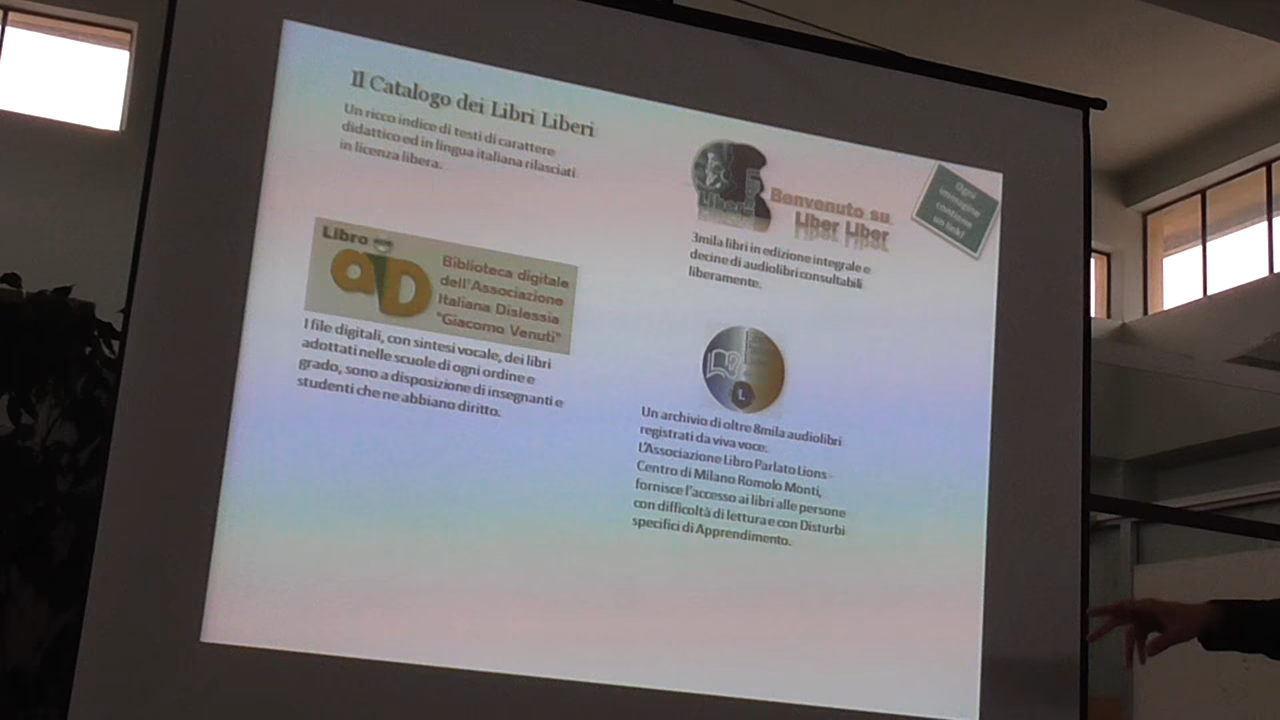 Il Catalogo dei Libri Liberi
Un ricco indice di testi di carattere
didattico ed in lingua italiana rilasciati
in licenza libera.
Liber
Benvenuto su
Liber Liber
Ogni
immagine
contiene
un link!
3mila libri in edizione integrale e
decine di audiolibri consultabili
liberamente.
Libro
aiD
Biblioteca digitale
dell'Associazione
Italiana Dislessia
"Giacomo Venuti"
I file digitali, con sintesi vocale, dei libri
adottati nelle scuole di ogni ordine e
grado, sono a disposizione di insegnanti e
studenti che ne abbiano diritto.
L
Un archivio di oltre 8mila audiolibri
registrati da viva voce.
L'Associazione Libro Parlato Lions -
Centro di Milano Romolo Monti,
fornisce l'accesso ai libri alle persone
con difficoltà di lettura e con Disturbi
specifici di Apprendimento.